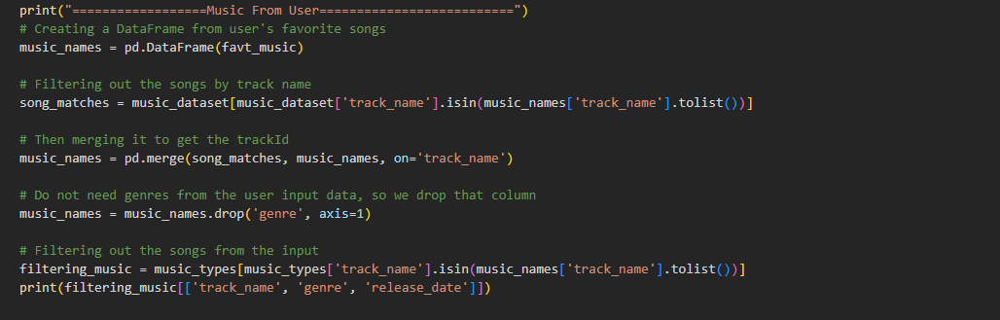 print("==================Music From User==========================")
# Creating a DataFrame from user's favorite songs
music_names = pd.DataFrame(favt_music)
# Filtering out the songs by track name
song_matches = music_dataset[music_dataset['track_name'].isin(music_names['track_name'].tolist())]
# Then merging it to get the trackId
music_names = pd.merge(song_matches, music_names, on='track_name')
# Do not need genres from the user input data, so we drop that column
music_names = music_names.drop('genre', axis=1)
# Filtering out the songs from the input
filtering_music = music_types[music_types['track_name'].isin(music_names['track_name'].tolist())]
print(filtering_music[['track_name', 'genre', 'release_date']])